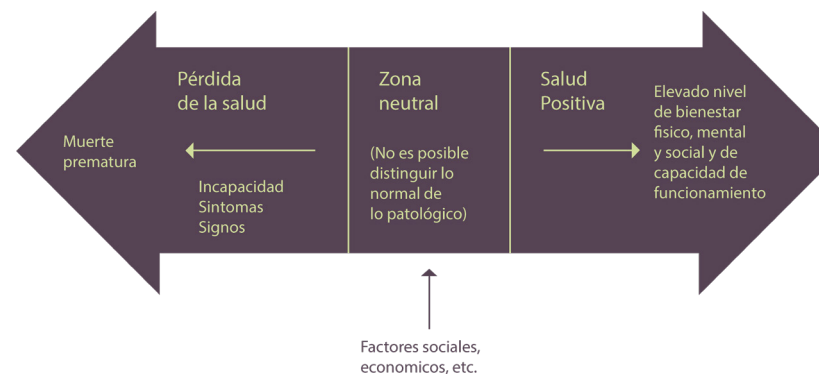 Pérdida
de la salud
Muerte
prematura
Incapacidad
Sintomas
Signos
Zona
neutral
(No es posible
distinguir lo
normal de
lo patológico)
Salud
Positiva
Elevado nivel
de bienestar
fisico, mental
y social y de
capacidad de
funcionamiento
Factores sociales,
economicos, etc.